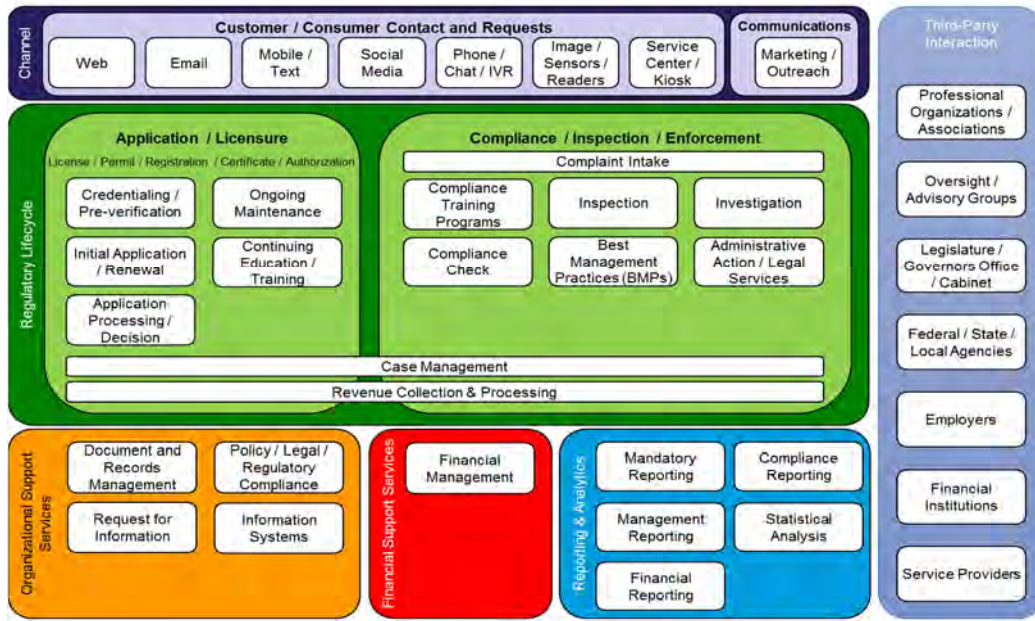 Channel
Customer / Consumer Contact and Requests
Web
Email
Mobile /
Text
Social
Media
Phone /
Chat / IVR
Image /
Sensors /
Readers
Service
Center /
Kiosk
Communications
Marketing /
Outreach
Regulatory Lifecycle
Application / Licensure
License / Permit / Registration / Certificate / Authorization
Credentialing /
Pre-verification
Ongoing
Maintenance
Initial Application
/ Renewal
Continuing
Education /
Training
Application
Processing /
Decision
Compliance / Inspection / Enforcement
Complaint Intake
Compliance
Training
Programs
Inspection
Investigation
Compliance
Check
Best
Management
Practices (BMPs)
Administrative
Action / Legal
Services
Case Management
Revenue Collection & Processing
Organizational Support
Services
Document and
Records
Management
Policy / Legal /
Regulatory
Compliance
Request for
Information
Information
Systems
Financial Support Services
Financial
Management
Reporting & Analytics
Mandatory
Reporting
Compliance
Reporting
Management
Reporting
Statistical
Analysis
Financial
Reporting
Third-Party
Interaction
Professional
Organizations /
Associations
Oversight /
Advisory Groups
Legislature /
Governors Office
/ Cabinet
Federal / State /
Local Agencies
Employers
Financial
Institutions
Service Providers